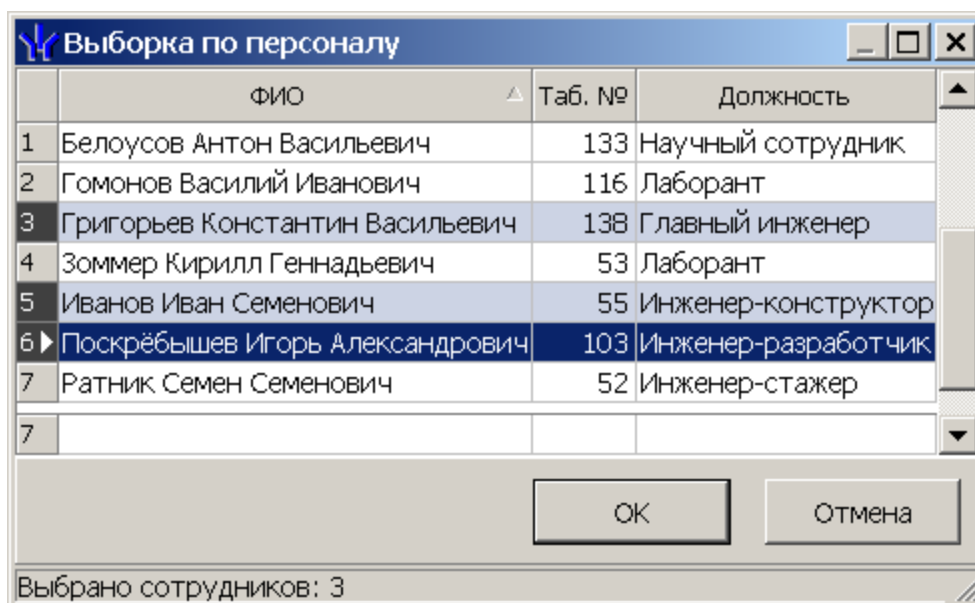 Выборка по персоналу
ФИО Таб. № Должность
1 Белоусов Антон Васильевич 133 Научный сотрудник
2 Гомонов Василий Иванович 116 Лаборант
3 Григорьев Константин Васильевич 138 Главный инженер
4 Зоммер Кирилл Геннадьевич 53 Лаборант
5 Иванов Иван Семенович 55 Инженер-конструктор
6 Поскрёбышев Игорь Александрович 103 Инженер-разработчик
7 Ратник Семен Семенович 52 Инженер-стажер
7
OK Отмена
Выбрано сотрудников: 3